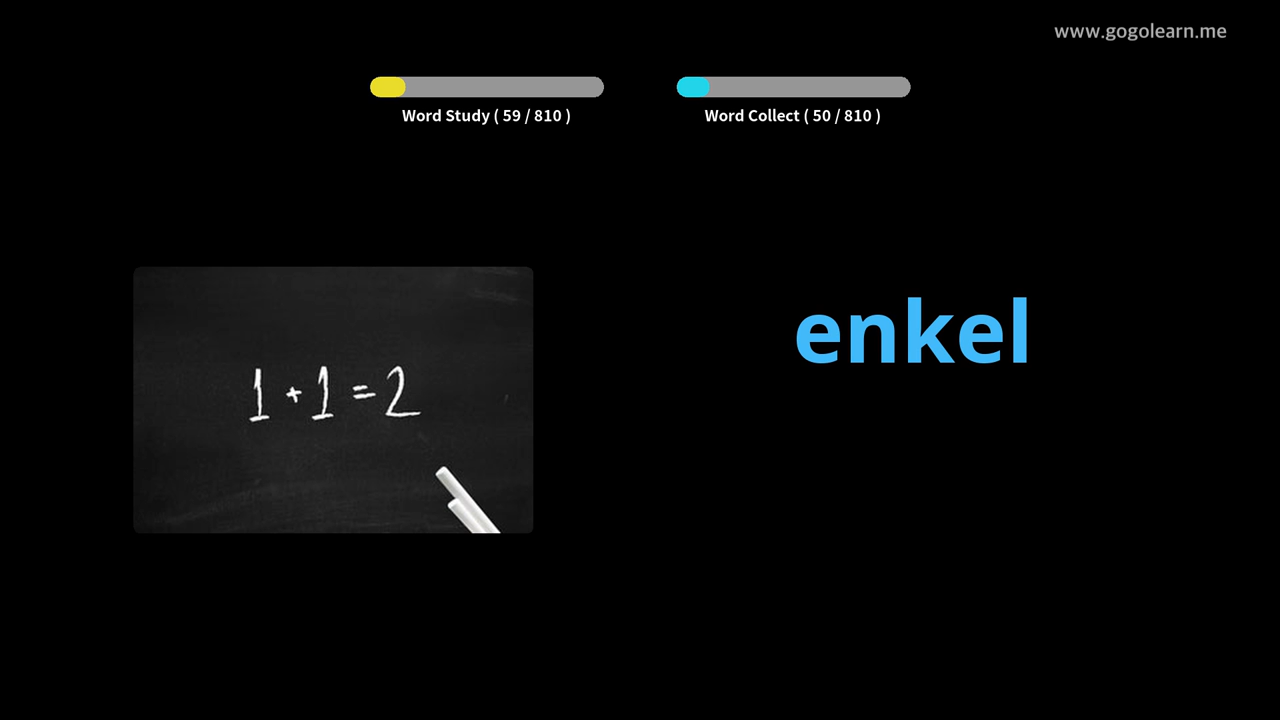 www.gogolearn.me
Word Study ( 59 / 810 )
Word Collect ( 50 / 810 )
1 + 1 = 2
enkel